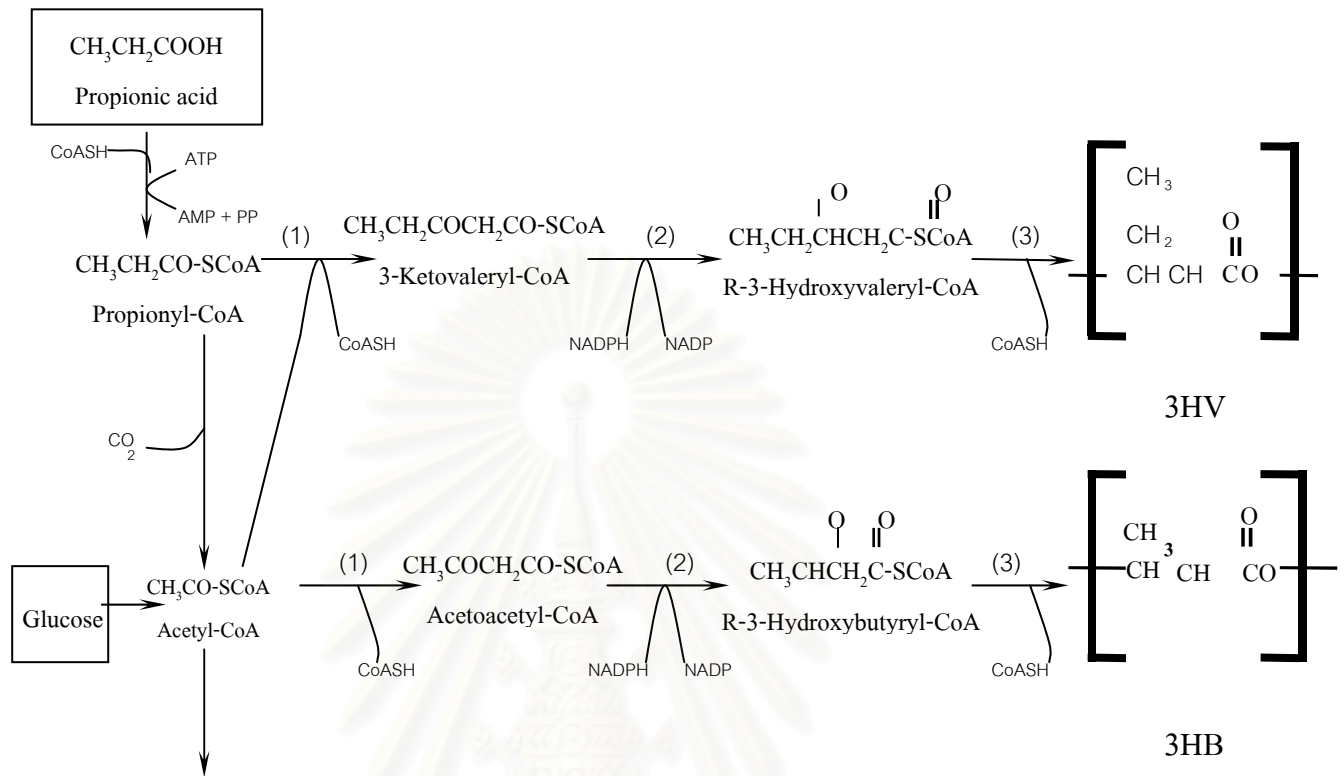 CH₃CH₂COOH
Propionic acid
CoASH
ATP
AMP + PP
CH₃CH₂CO-SCoA
Propionyl-CoA
(1)
CoASH
CH₃CH₂COCH₂CO-SCoA
3-Ketovaleryl-CoA
(2)
NADPH
NADP
O O
CH₃CH₂CHCH₂C-SCoA
R-3-Hydroxyvaleryl-CoA
(3)
CoASH
CH₃
CH₂
O
CH CH CO
3HV
CO₂
Glucose
CH₃CO-SCoA
Acetyl-CoA
(1)
CoASH
CH₃COCH₂CO-SCoA
Acetoacetyl-CoA
(2)
NADPH
NADP
O O
CH₃CHCH₂C-SCoA
R-3-Hydroxybutyryl-CoA
(3)
CoASH
CH₃
O
CH CH CO
3HB